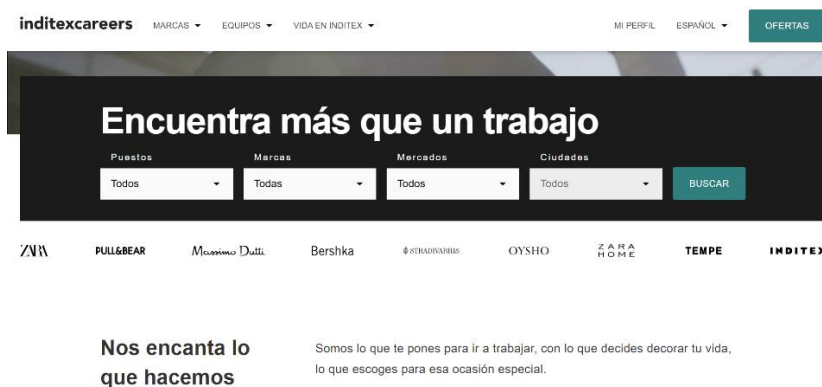 inditexcareers MARCAS EQUIPOS VIDA EN INDITEX MI PERFIL ESPAÑOL OFERTAS
Encuentra más que un trabajo
Puestos Marcas Mercados Ciudades
Todos Todas Todos Todos BUSCAR
ZARA PULL&BEAR Massimo Dutti Bershka STRADIVARIUS OYSHO ZARA HOME TEMPE INDITEX
Nos encanta lo
que hacemos
Somos lo que te pones para ir a trabajar, con lo que decides decorar tu vida,
lo que escoges para esa ocasión especial.